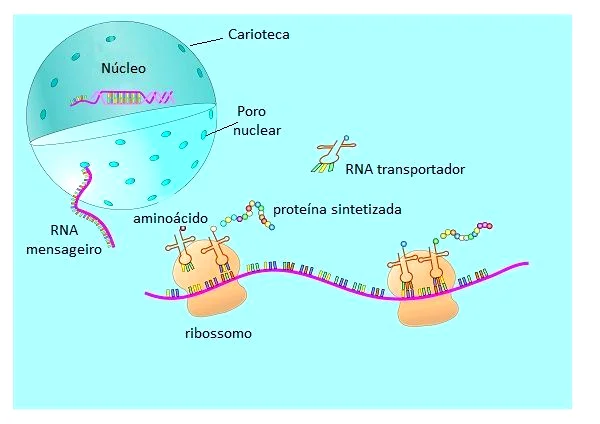 Carioteca
Núcleo
Poro
nuclear
RNA transportador
aminoácido
proteína sintetizada
RNA
mensageiro
ribossomo